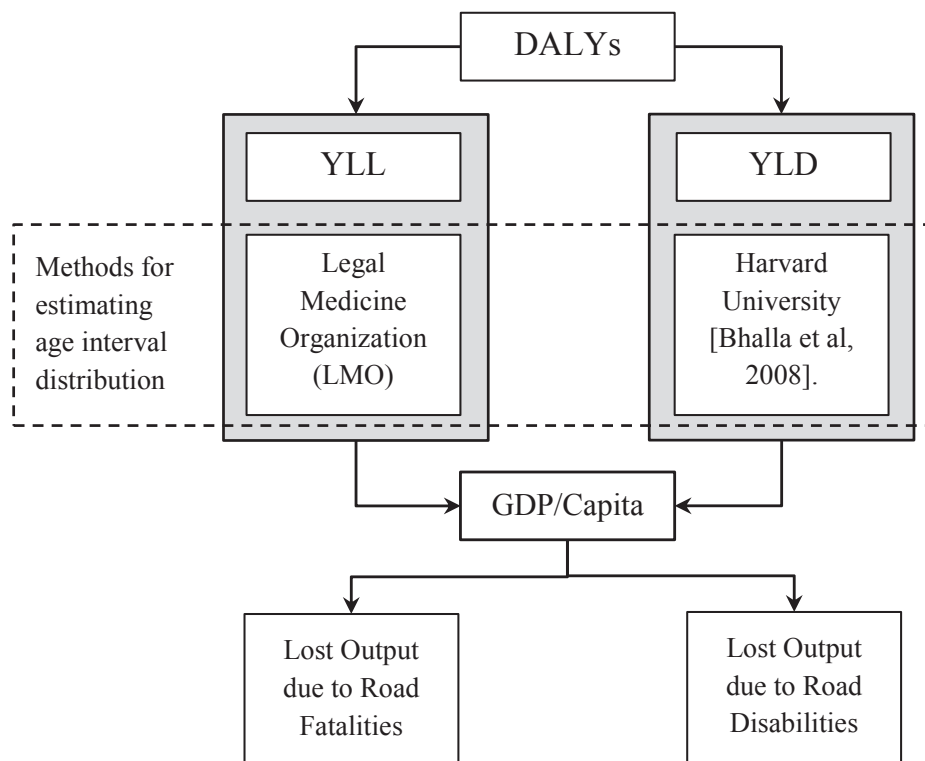 DALYs
YLL
YLD
Methods for
estimating
age interval
distribution
Legal
Medicine
Organization
(LMO)
Harvard
University
[Bhalla et al,
2008].
GDP/Capita
Lost Output
due to Road
Fatalities
Lost Output
due to Road
Disabilities